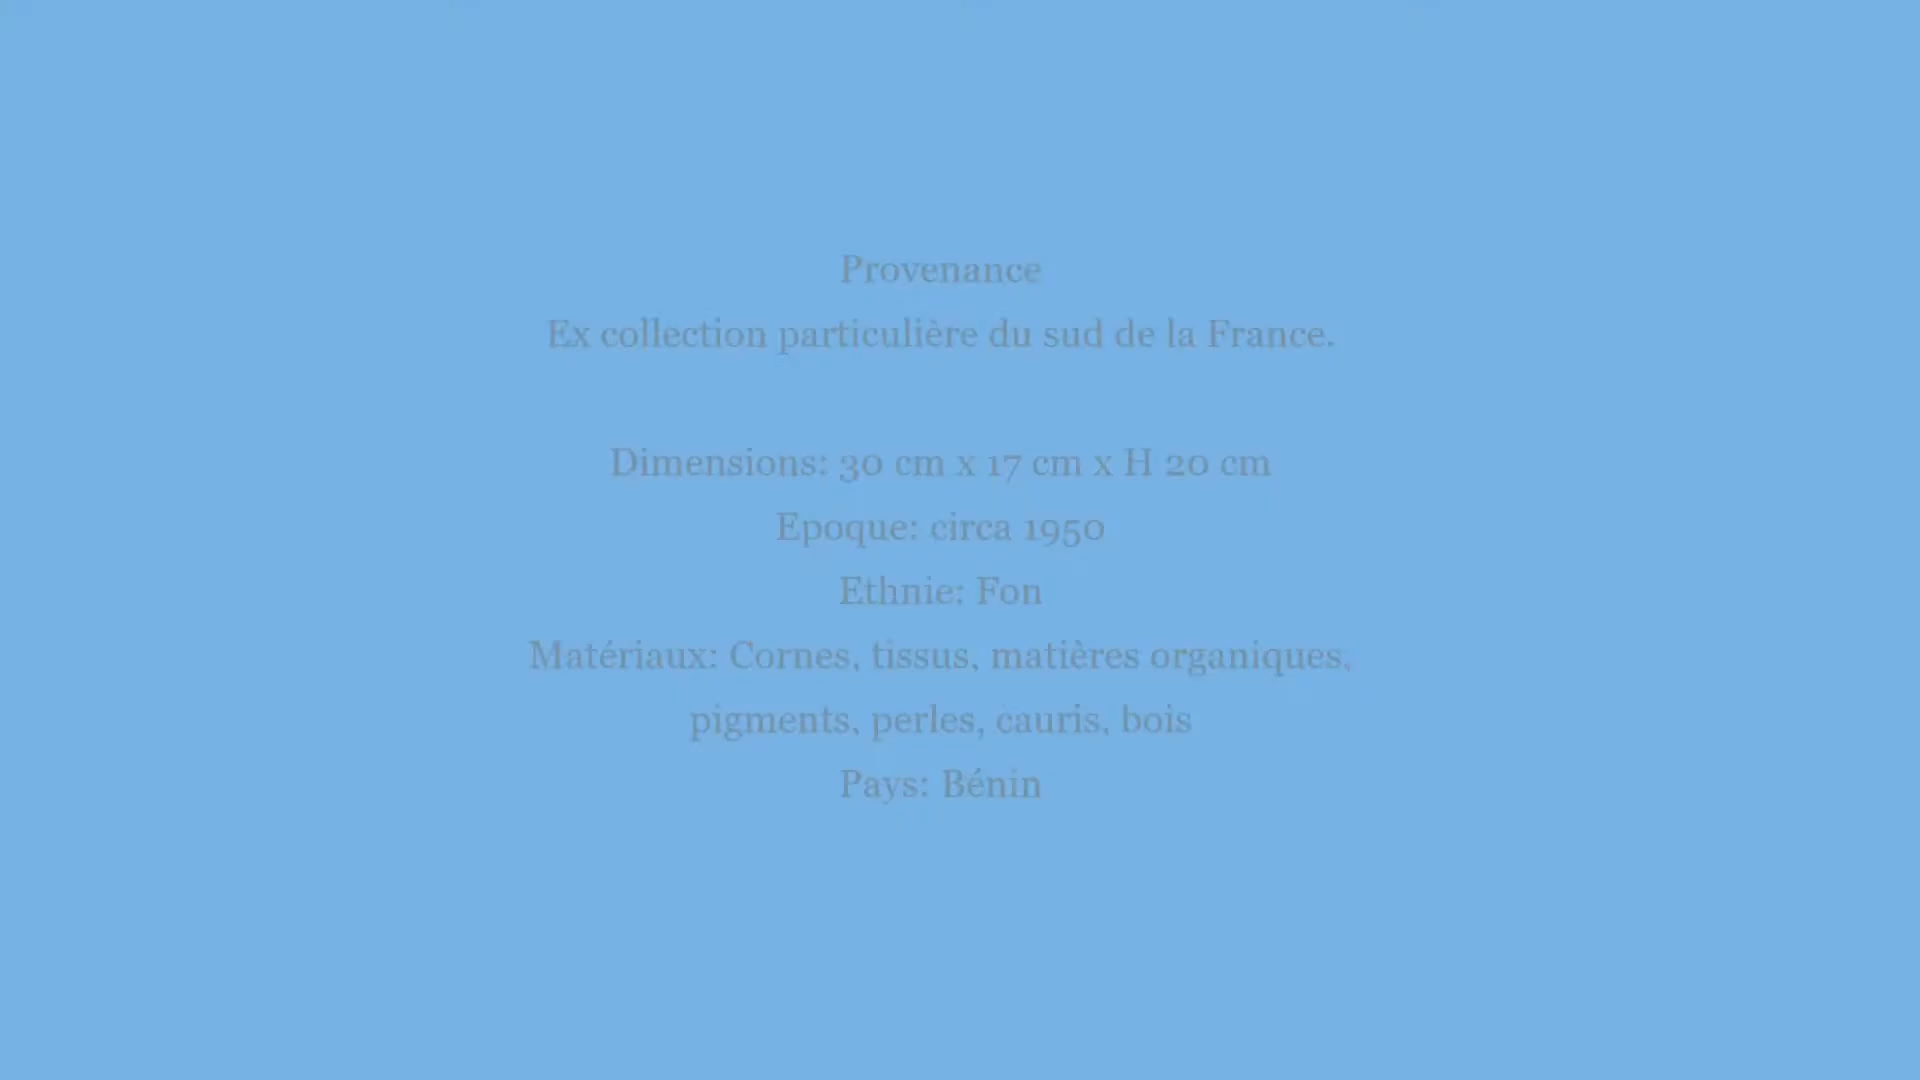 Provenance
Ex collection particulière du sud de la France.
Dimensions: 30 cm x 17 cm x H 20 cm
Epoque: circa 1950
Ethnie: Fon
Matériaux: Cornes, tissus, matières organiques,
pigments, perles, cauris, bois
Pays: Bénin